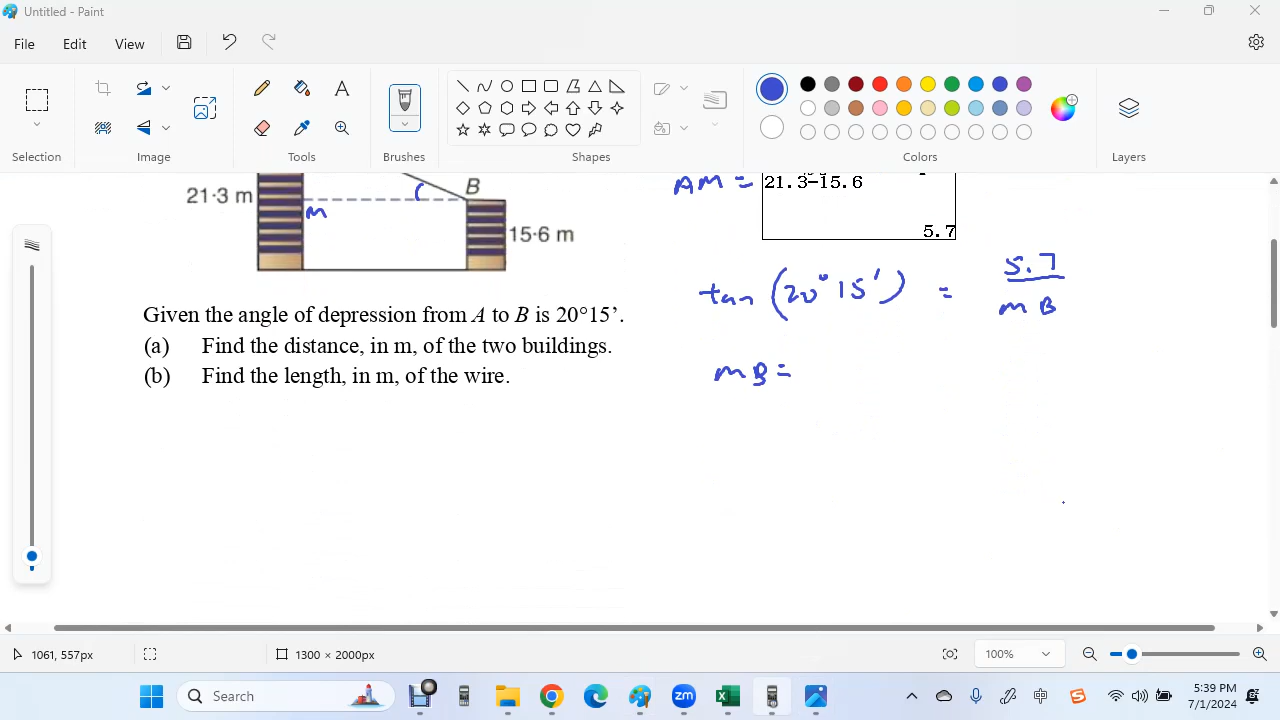 Untitled - Paint
File Edit View
Selection Image Tools Brushes Shapes Colors Layers
21·3 m
B
M
15·6 m
AM = 21.3-15.6
5.7
tan (20° 15') = 5.7
MB
Given the angle of depression from A to B is 20°15’.
(a) Find the distance, in m, of the two buildings.
(b) Find the length, in m, of the wire.
MB =
1061, 557px
1300 × 2000px
100%
Search
zm
中
S
5:39 PM
7/1/2024